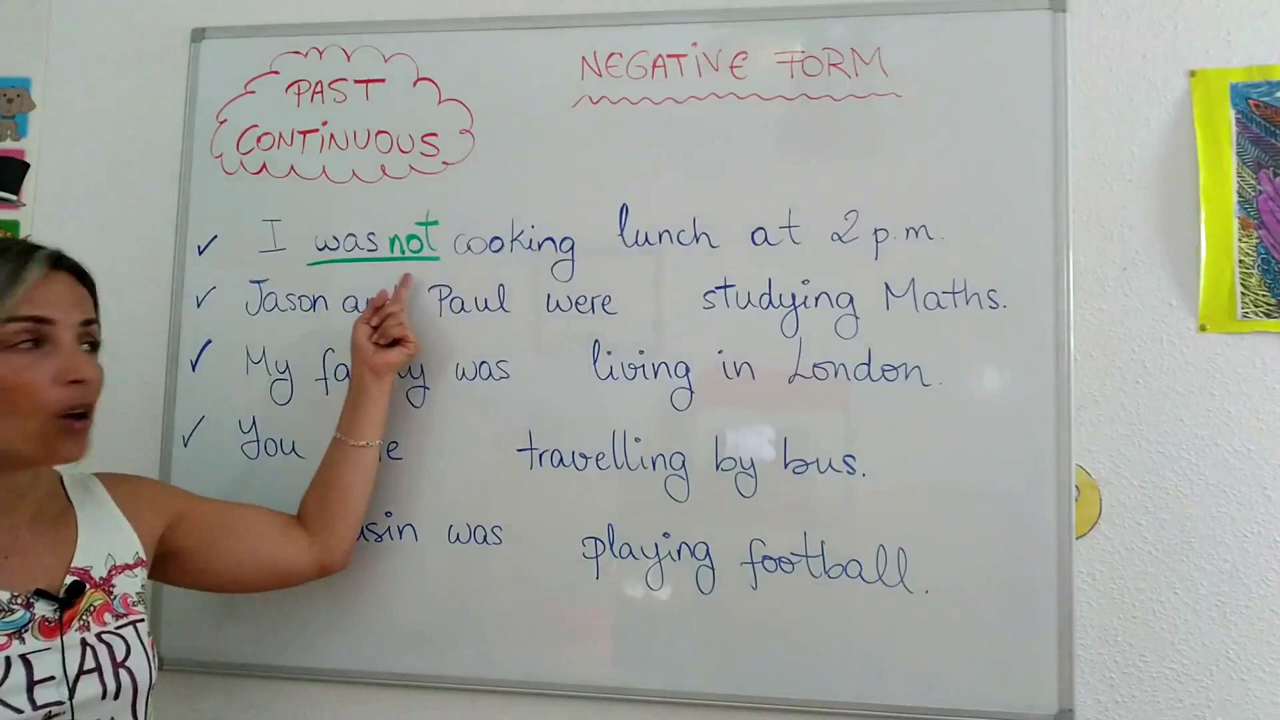 PAST
CONTINUOUS
NEGATIVE FORM
I was not cooking lunch at 2 p.m.
Jason Paul were studying Maths.
My was living in London.
You travelling by bus.
was playing football.
ART